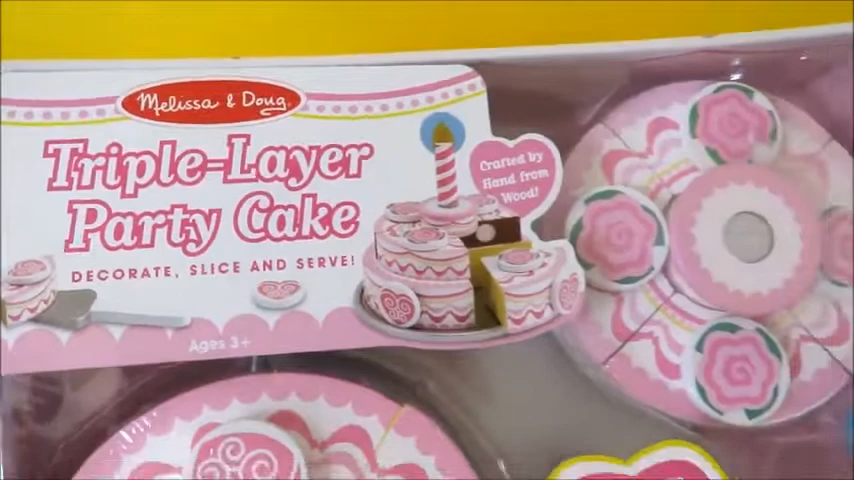 Melissa & Doug
Triple-Layer
Party Cake
DECORATE, SLICE AND SERVE!
Crafted by
Hand from
Wood!
Ages 3+